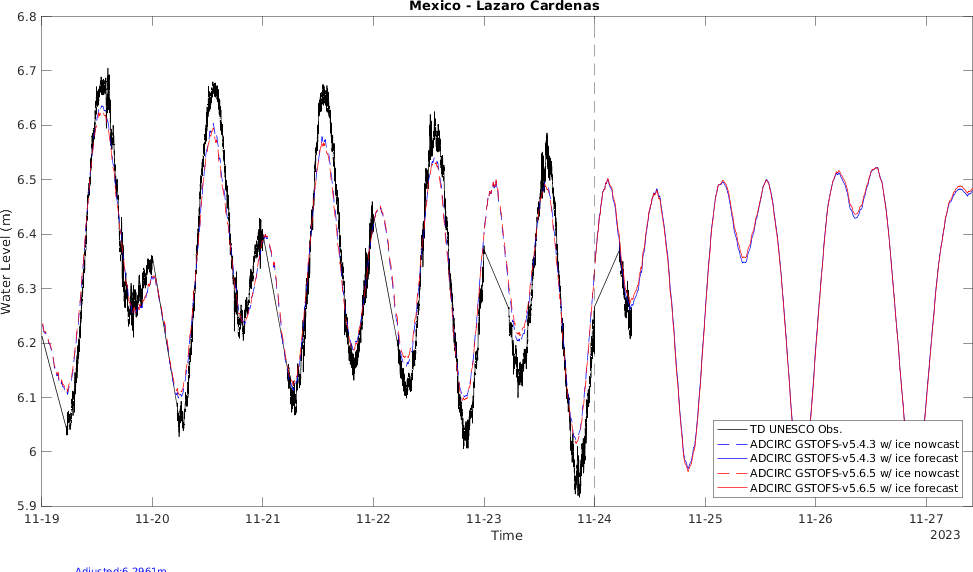 Mexico - Lazaro Cardenas
6.8
6.7
6.6
6.5
6.4
6.3
6.2
6.1
6
5.9
Water Level (m)
11-19
11-20
11-21
11-22
11-23
11-24
11-25
11-26
11-27
Time
2023
TD UNESCO Obs.
ADCIRC GSTOFS-v5.4.3 w/ ice nowcast
ADCIRC GSTOFS-v5.4.3 w/ ice forecast
ADCIRC GSTOFS-v5.6.5 w/ ice nowcast
ADCIRC GSTOFS-v5.6.5 w/ ice forecast
Adjusted:6.2961m